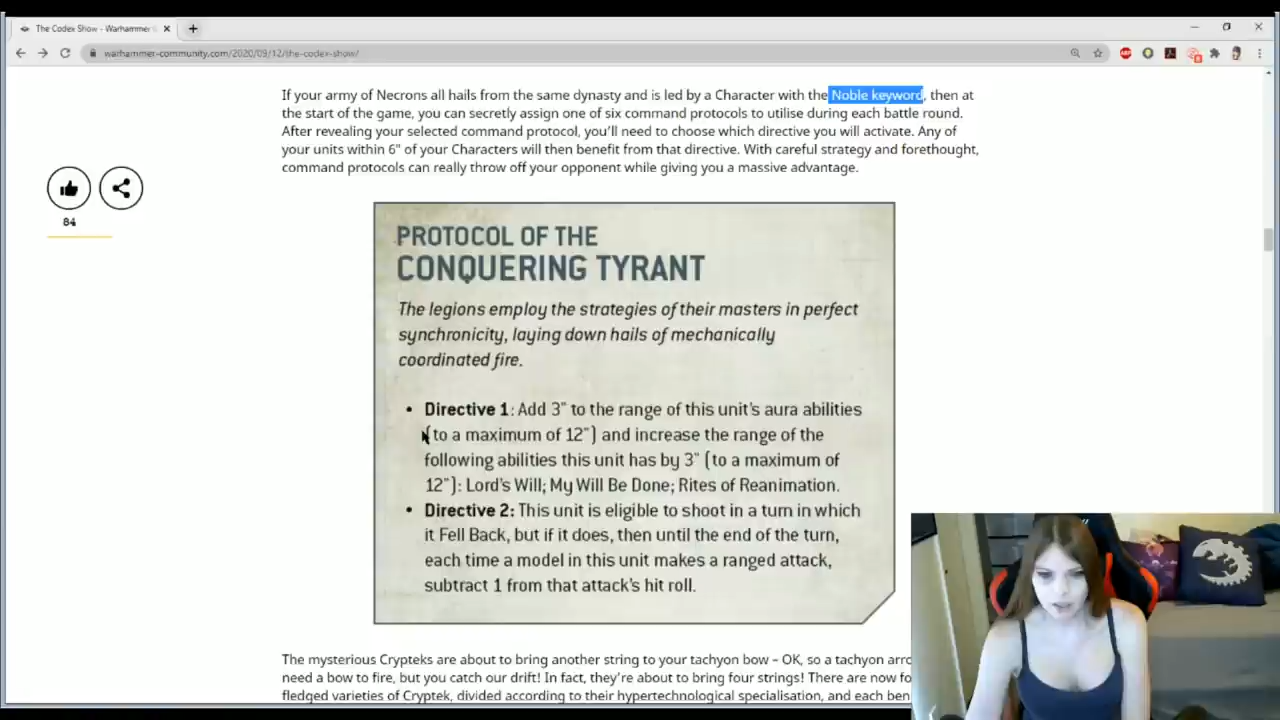 The Codex Show - Warhammer
warhammer-community.com/2020/09/12/the-codex-show/
If your army of Necrons all hails from the same dynasty and is led by a Character with the Noble keyword, then at
the start of the game, you can secretly assign one of six command protocols to utilise during each battle round.
After revealing your selected command protocol, you'll need to choose which directive you will activate. Any of
your units within 6" of your Characters will then benefit from that directive. With careful strategy and forethought,
command protocols can really throw off your opponent while giving you a massive advantage.
84
PROTOCOL OF THE
CONQUERING TYRANT
The legions employ the strategies of their masters in perfect
synchronicity, laying down hails of mechanically
coordinated fire.
• Directive 1: Add 3" to the range of this unit's aura abilities
(to a maximum of 12") and increase the range of the
following abilities this unit has by 3" (to a maximum of
12"): Lord's Will; My Will Be Done; Rites of Reanimation.
• Directive 2: This unit is eligible to shoot in a turn in which
it Fell Back, but if it does, then until the end of the turn,
each time a model in this unit makes a ranged attack,
subtract 1 from that attack's hit roll.
The mysterious Crypteks are about to bring another string to your tachyon bow – OK, so a tachyon arro
need a bow to fire, but you catch our drift! In fact, they're about to bring four strings! There are now fo
fledged varieties of Cryptek, divided according to their hypertechnological specialisation, and each ben